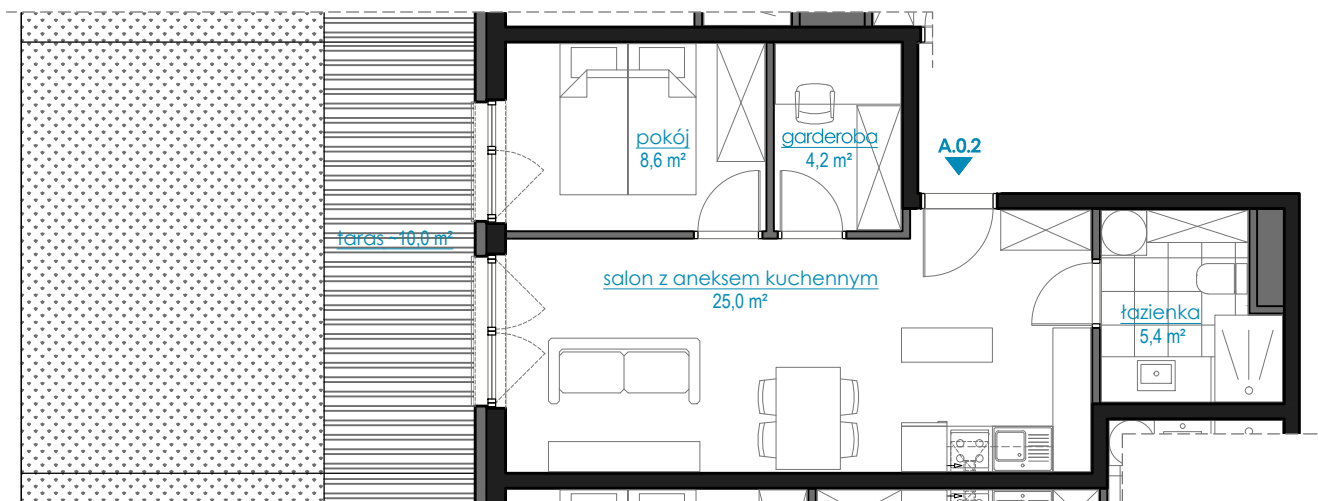 pokój
8,6 m²
garderoba
4,2 m²
A.0.2
taras ~10,0 m²
salon z aneksem kuchennym
25,0 m²
łazienka
5,4 m²